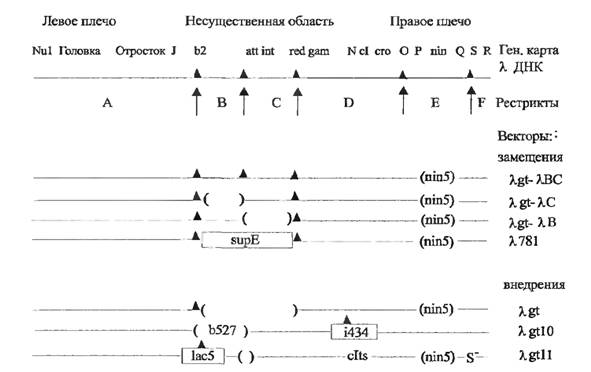 Левое плечо Несущественная область Правое плечо
Nu1 Головка Отросток J b2 att int red gam N cI cro O P nin Q S R Ген. карта
λ ДНК
A B C D E F Рестрикты
Векторы:
замещения
(nin5) λgt-λBC
( ) (nin5) λgt-λC
( ) (nin5) λgt-λB
supE (nin5) λ781
внедрения
( ) (nin5) λgt
( b527 ) i434 λgt10
lac5 ( ) cIts (nin5) S⁻ λgt11